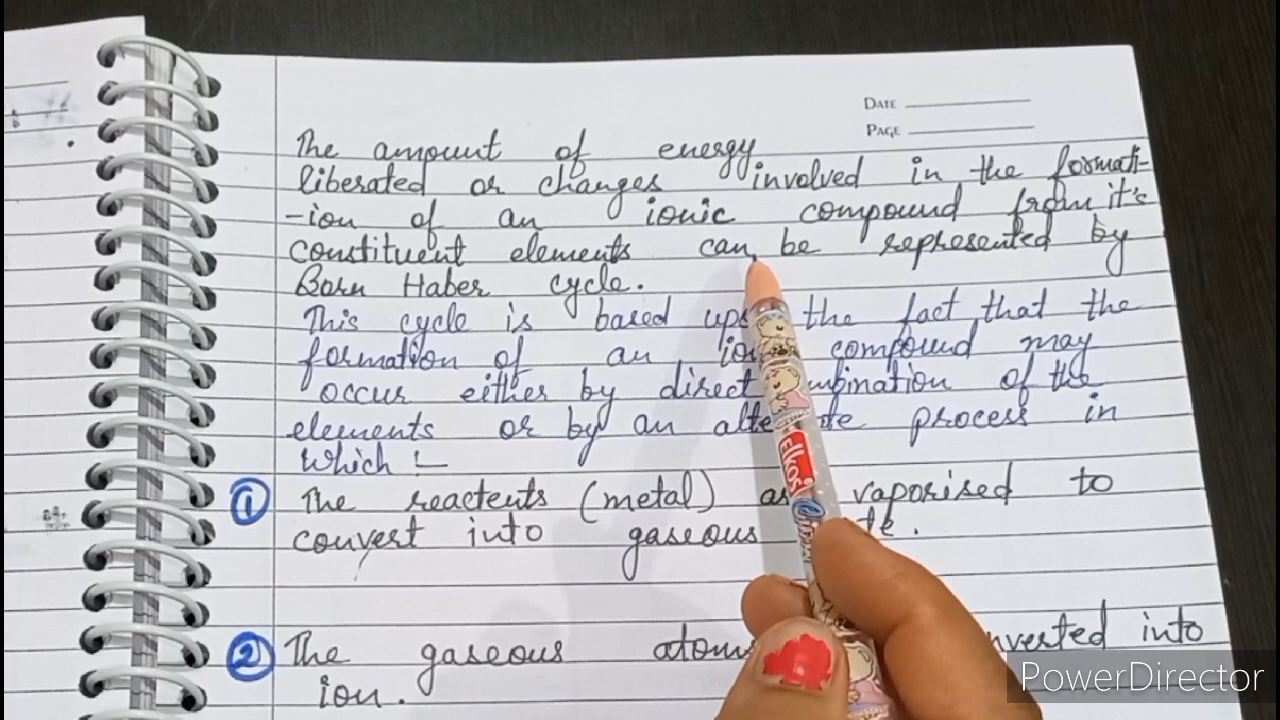 DATE
PAGE
The amount of energy
liberated or changes involved in the formati-
-ion of an ionic compound from it's
constituent elements can be represented by
Born Haber cycle.
This cycle is based the fact that the
formation of an compound may
occur either by direct of the
elements or by an process in
which :-
① The reactents (metal) vaporised to
convert into gaseous
② The gaseous into
ion.
elkos
PowerDirector